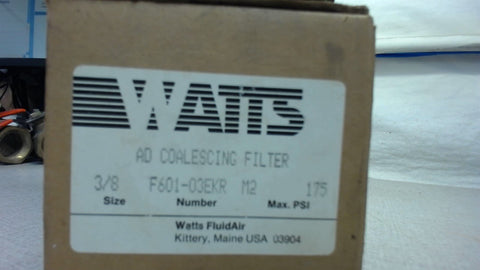 WATTS
AD COALESCING FILTER
3/8 F601-03EKR M2 175
Size Number Max. PSI
Watts FluidAir
Kittery, Maine USA 03904